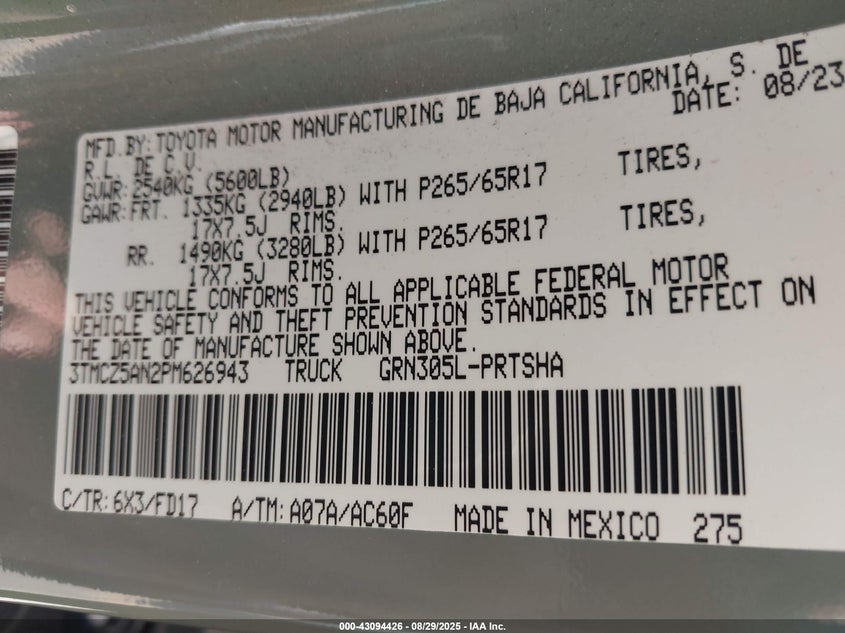 MFD.BY:TOYOTA MOTOR MANUFACTURING DE BAJA CALIFORNIA, S. DE
R.L. DE C.V. DATE: 08/23
GVWR:2540KG (5600LB)
GAWR:FRT. 1335KG (2940LB) WITH P265/65R17 TIRES,
17X7.5J RIMS.
RR. 1490KG (3280LB) WITH P265/65R17 TIRES,
17X7.5J RIMS.
THIS VEHICLE CONFORMS TO ALL APPLICABLE FEDERAL MOTOR
VEHICLE SAFETY AND THEFT PREVENTION STANDARDS IN EFFECT ON
THE DATE OF MANUFACTURE SHOWN ABOVE.
3TMCZ5AN2PM626943 TRUCK GRN305L-PRTSHA
C/TR:6X3/FD17 A/TM:A07A/AC60F MADE IN MEXICO 275
000-43094426 - 08/29/2025 - IAA Inc.